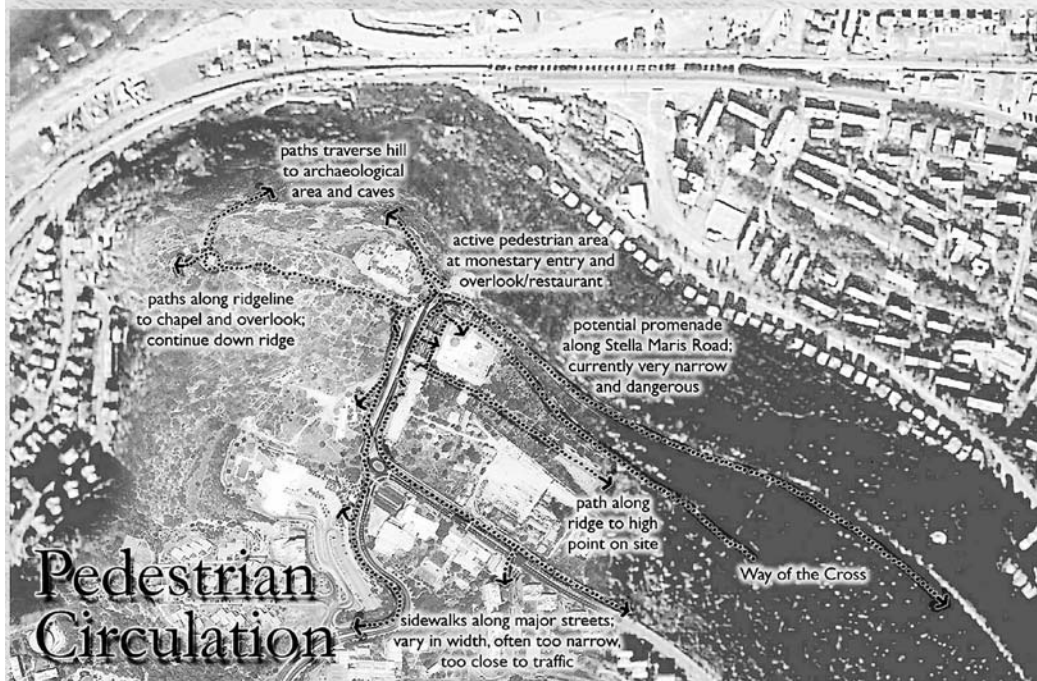 paths traverse hill
to archaeological
area and caves
active pedestrian area
at monestary entry and
overlook/restaurant
paths along ridgeline
to chapel and overlook;
continue down ridge
potential promenade
along Stella Maris Road;
currently very narrow
and dangerous
path along
ridge to high
point on site
Way of the Cross
Pedestrian
Circulation
sidewalks along major streets;
vary in width, often too narrow,
too close to traffic